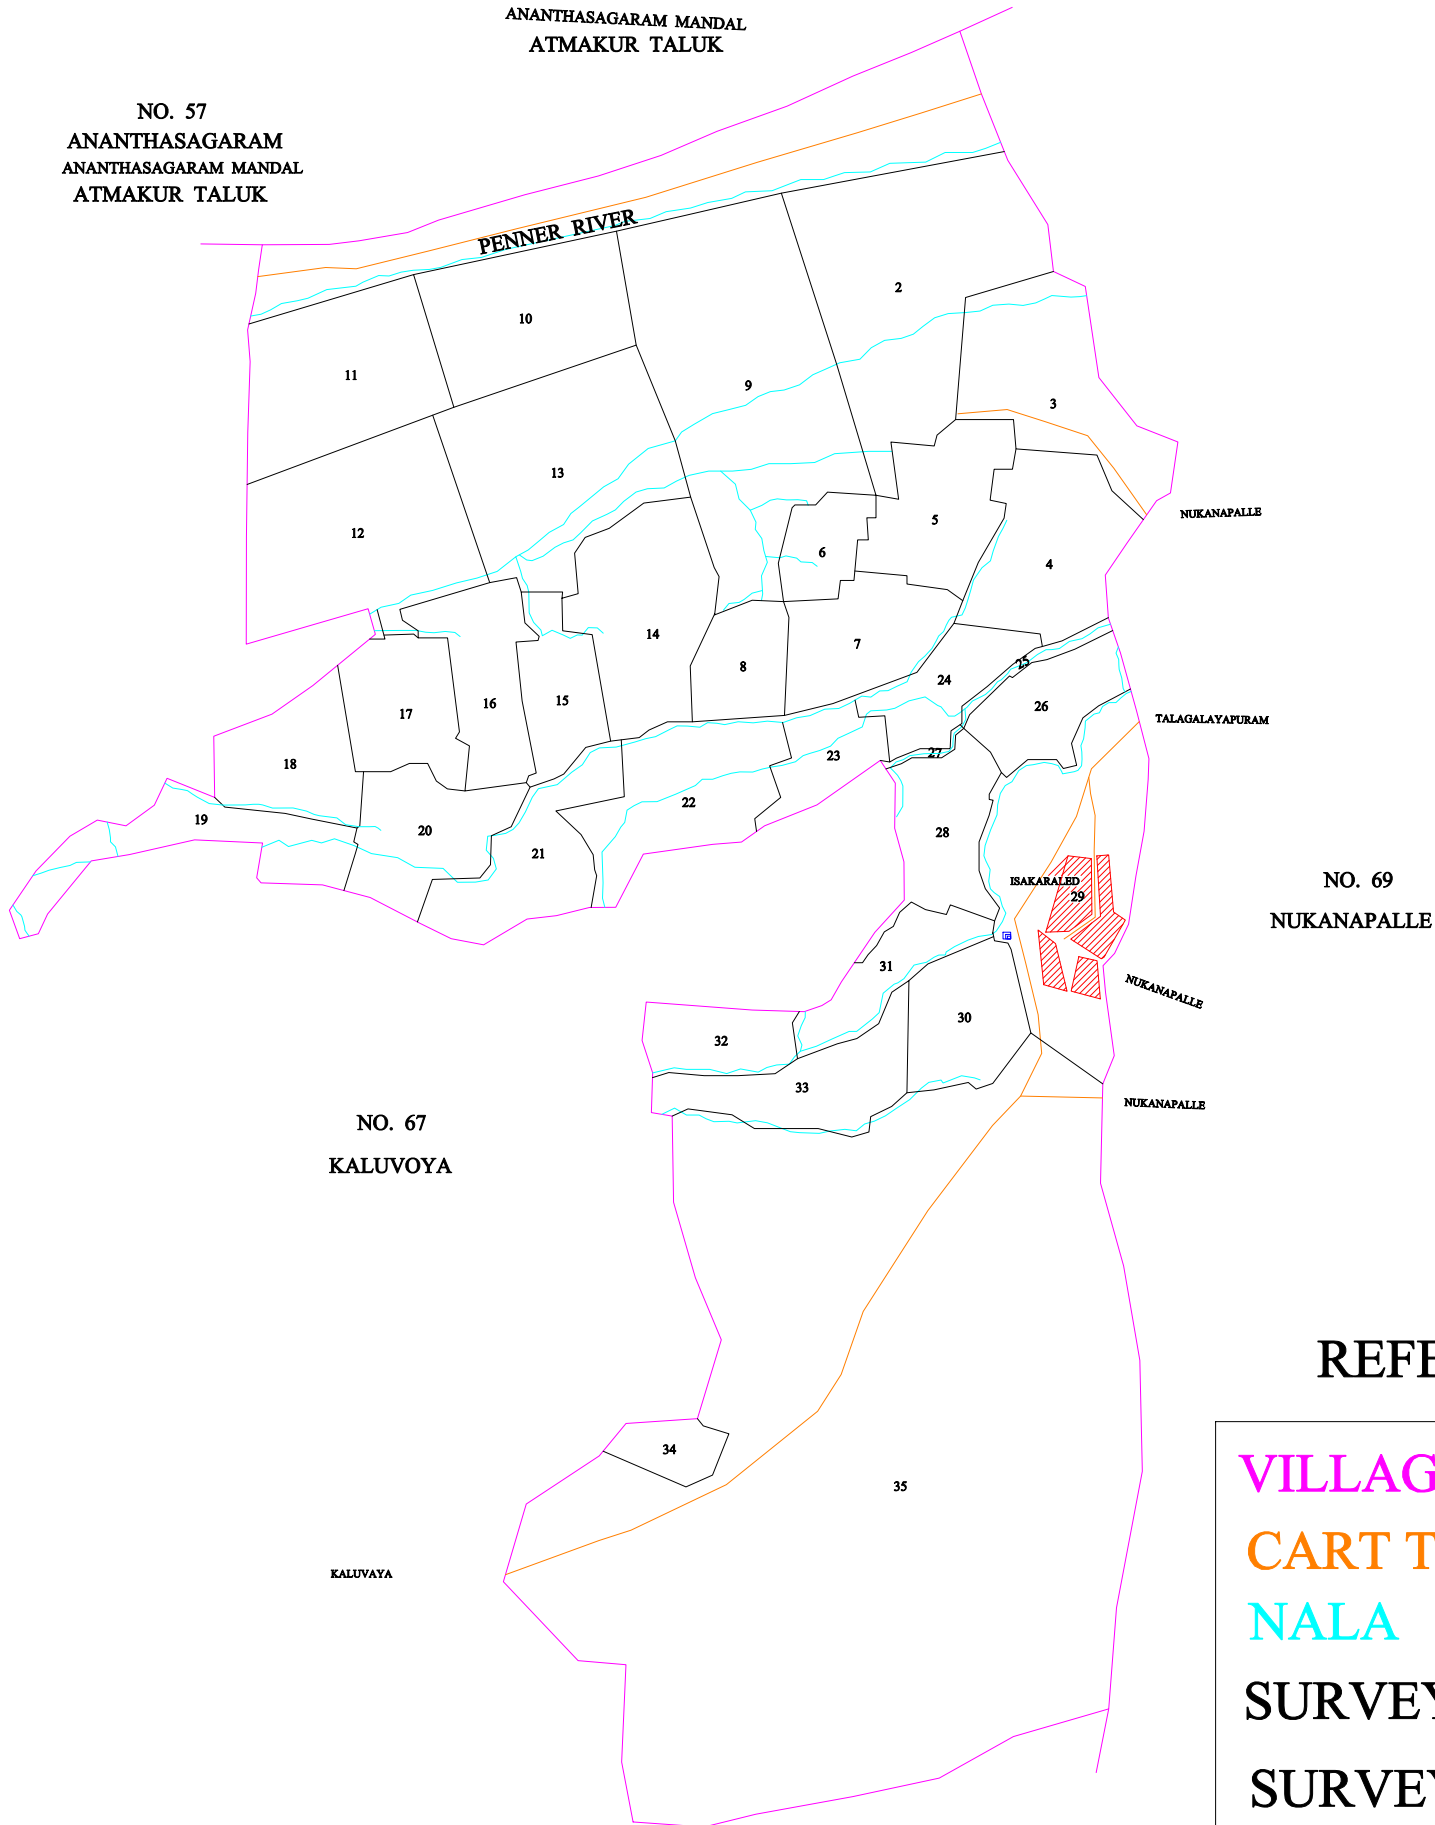 ANANTHASAGARAM MANDAL
ATMAKUR TALUK
NO. 57
ANANTHASAGARAM
ANANTHASAGARAM MANDAL
ATMAKUR TALUK
PENNER RIVER
2
10
11
9
3
13
12
NUKANAPALLE
5
6
4
14
7
25
8
24
15
16
26
17
TALAGALAYAPURAM
27
23
18
22
28
19
20
21
ISAKARALED
29
NO. 69
NUKANAPALLE
31
NUKANAPALLE
30
32
33
NUKANAPALLE
NO. 67
KALUVOYA
34
35
KALUVAYA
REFE
VILLAG
CART T
NALA
SURVEY
SURVEY